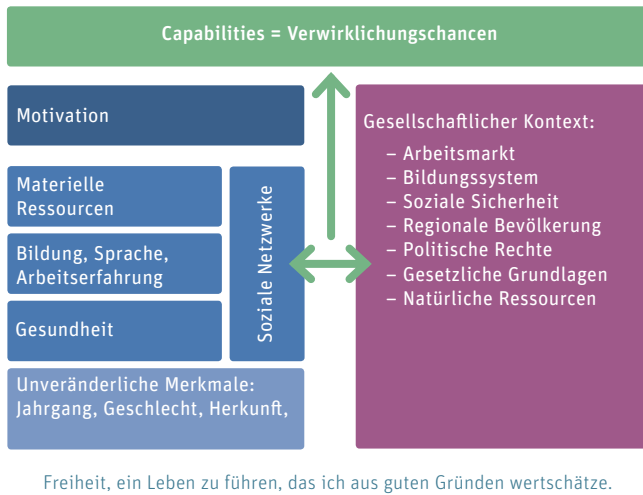 Capabilities = Verwirklichungschancen
Motivation
Materielle
Ressourcen
Bildung, Sprache,
Arbeitserfahrung
Gesundheit
Soziale Netzwerke
Unveränderliche Merkmale:
Jahrgang, Geschlecht, Herkunft,
Gesellschaftlicher Kontext:
– Arbeitsmarkt
– Bildungssystem
– Soziale Sicherheit
– Regionale Bevölkerung
– Politische Rechte
– Gesetzliche Grundlagen
– Natürliche Ressourcen
Freiheit, ein Leben zu führen, das ich aus guten Gründen wertschätze.